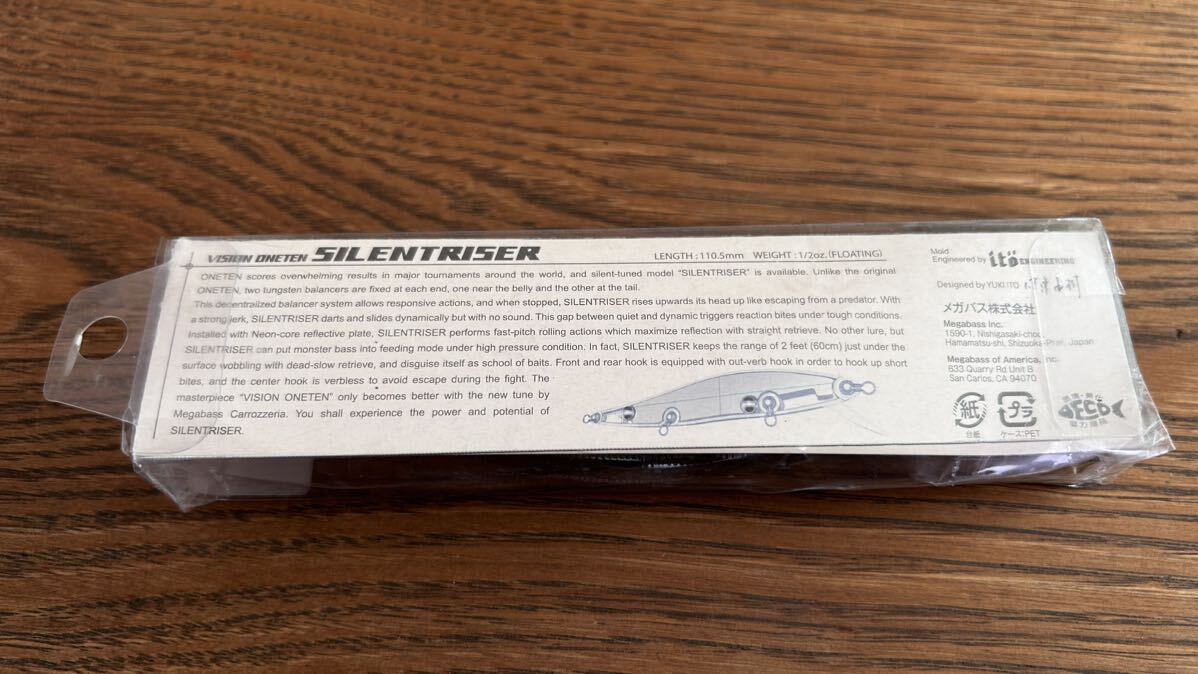 VISION ONETEN SILENTRISER
LENGTH : 110.5mm WEIGHT : 1/2oz.(FLOATING)
ONETEN scores overwhelming results in major tournaments around the world, and silent-tuned model “SILENTRISER” is available. Unlike the original
ONETEN, two tungsten balancers are fixed at each end, one near the belly and the other at the tail.
This decentralized balancer system allows responsive actions, and when stopped, SILENTRISER rises upwards its head up like escaping from a predator. With
a strong jerk, SILENTRISER darts and slides dynamically but with no sound. This gap between quiet and dynamic triggers reaction bites under tough conditions.
Installed with Neon-core reflective plate, SILENTRISER performs fast-pitch rolling actions which maximize reflection with straight retrieve. No other lure, but
SILENTRISER can put monster bass into feeding mode under high pressure condition. In fact, SILENTRISER keeps the range of 2 feet (60cm) just under the
surface wobbling with dead-slow retrieve, and disguise itself as school of baits. Front and rear hook is equipped with out-verb hook in order to hook up short
bites, and the center hook is verbless to avoid escape during the fight. The
masterpiece “VISION ONETEN” only becomes better with the new tune by
Megabass Carrozzeria. You shall experience the power and potential of
SILENTRISER.
Mold
Engineered by itö ENGINEERING
Designed by YUKI ITO
メガバス株式会社
Megabass Inc.
1590-1, Nishigasaki-choo
Hamamatsu-shi, Shizuoka-Pref, Japan
Megabass of America, Inc.
633 Quarry Rd Unit B
San Carlos, CA 94070
紙
台紙
プラ
ケース:PET
ECO